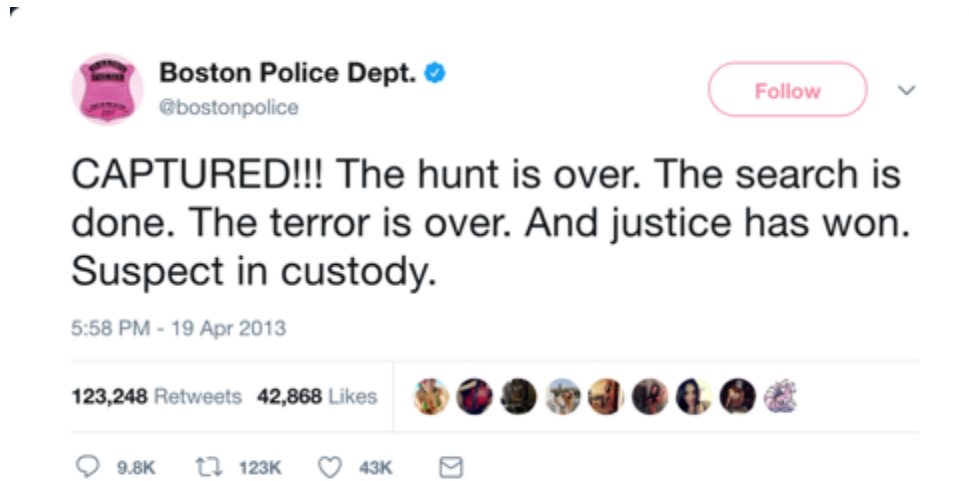 Boston Police Dept.
@bostonpolice
Follow
CAPTURED!!! The hunt is over. The search is
done. The terror is over. And justice has won.
Suspect in custody.
5:58 PM - 19 Apr 2013
123,248 Retweets 42,868 Likes
9.8K 123K 43K